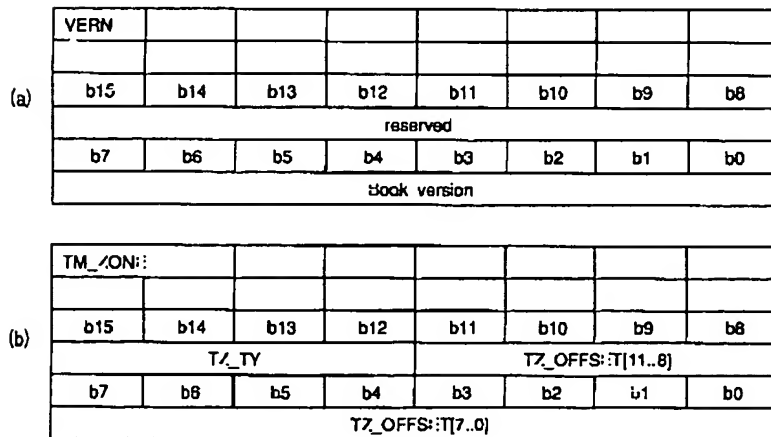 (a)
VERN
b15 b14 b13 b12 b11 b10 b9 b8
reserved
b7 b6 b5 b4 b3 b2 b1 b0
Book version
(b)
TM_ZONE
b15 b14 b13 b12 b11 b10 b9 b8
TZ_TY TZ_OFFSET[11..8]
b7 b6 b5 b4 b3 b2 b1 b0
TZ_OFFSET[7..0]